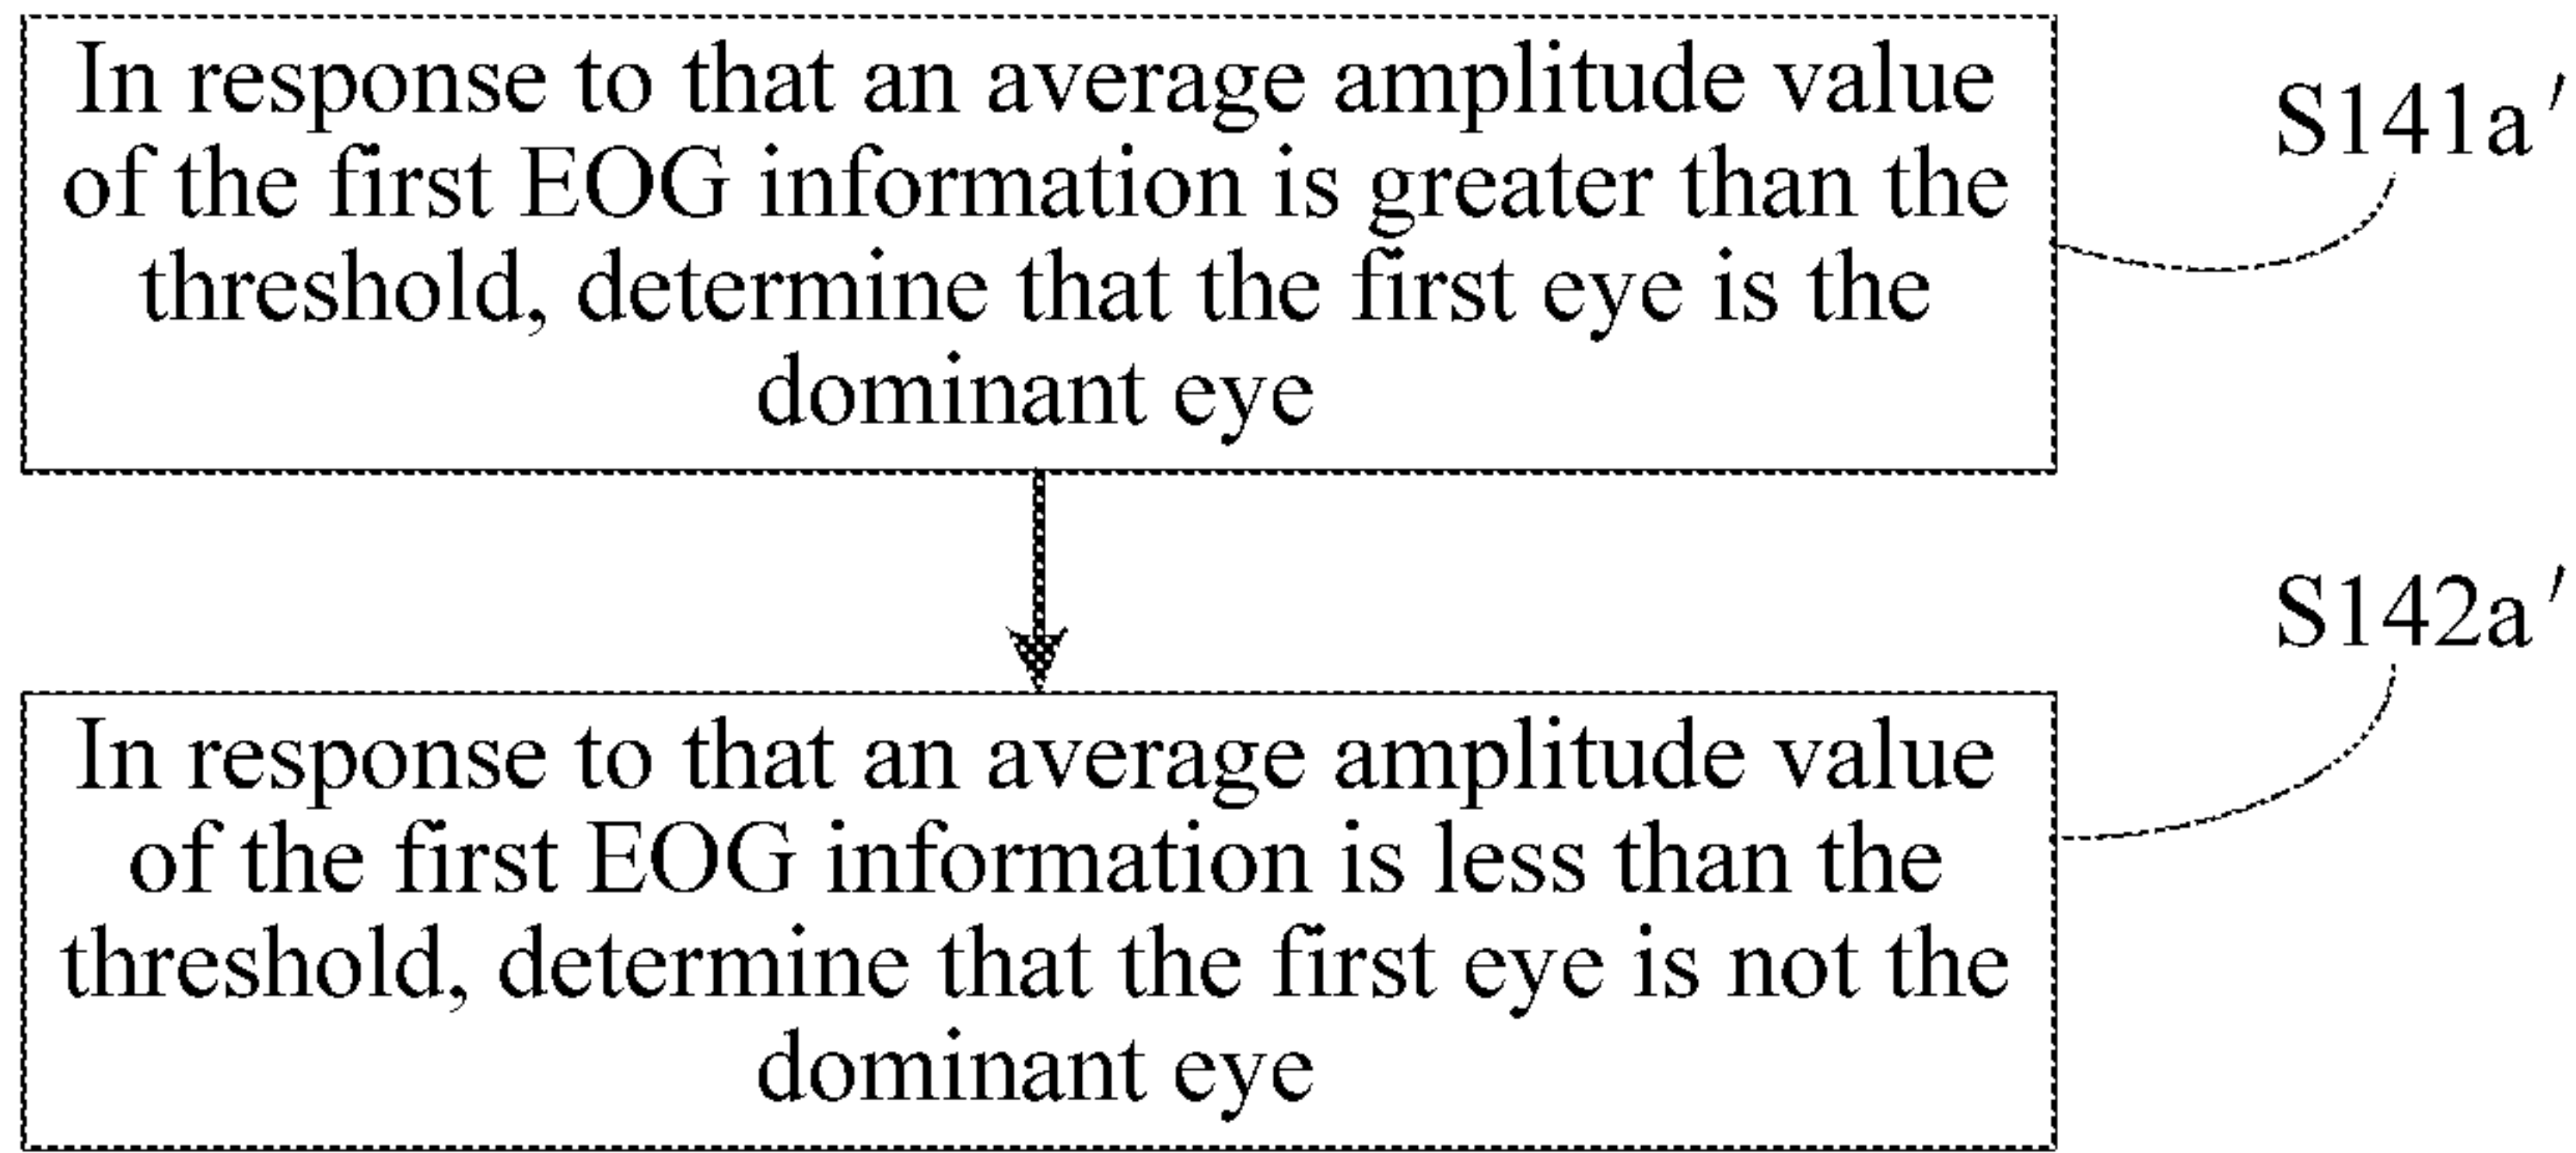 In response to that an average amplitude value
of the first EOG information is greater than the
threshold, determine that the first eye is the
dominant eye
S141a′
In response to that an average amplitude value
of the first EOG information is less than the
threshold, determine that the first eye is not the
dominant eye
S142a′